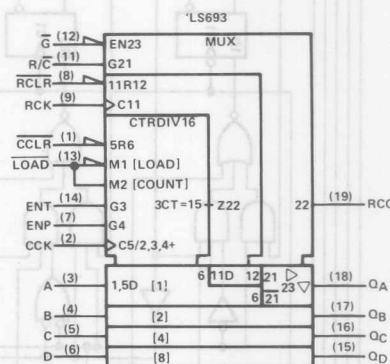 'LS693
MUX
G (12) EN23
R/C (11) G21
RCLR (8) 11R12
RCK (9) C11
CTRDIV16
CCLR (1) 5R6
LOAD (13) M1 [LOAD]
M2 [COUNT]
ENT (14) G3 3CT=15 Z22 22 (19) RCO
ENP (7) G4
CCK (2) C5/2,3,4+
A (3) 1,5D [1] 6 11D 12 21 23 (18) QA
6 21
B (4) [2] (17) QB
C (5) [4] (16) QC
D (6) [8] (15) QD